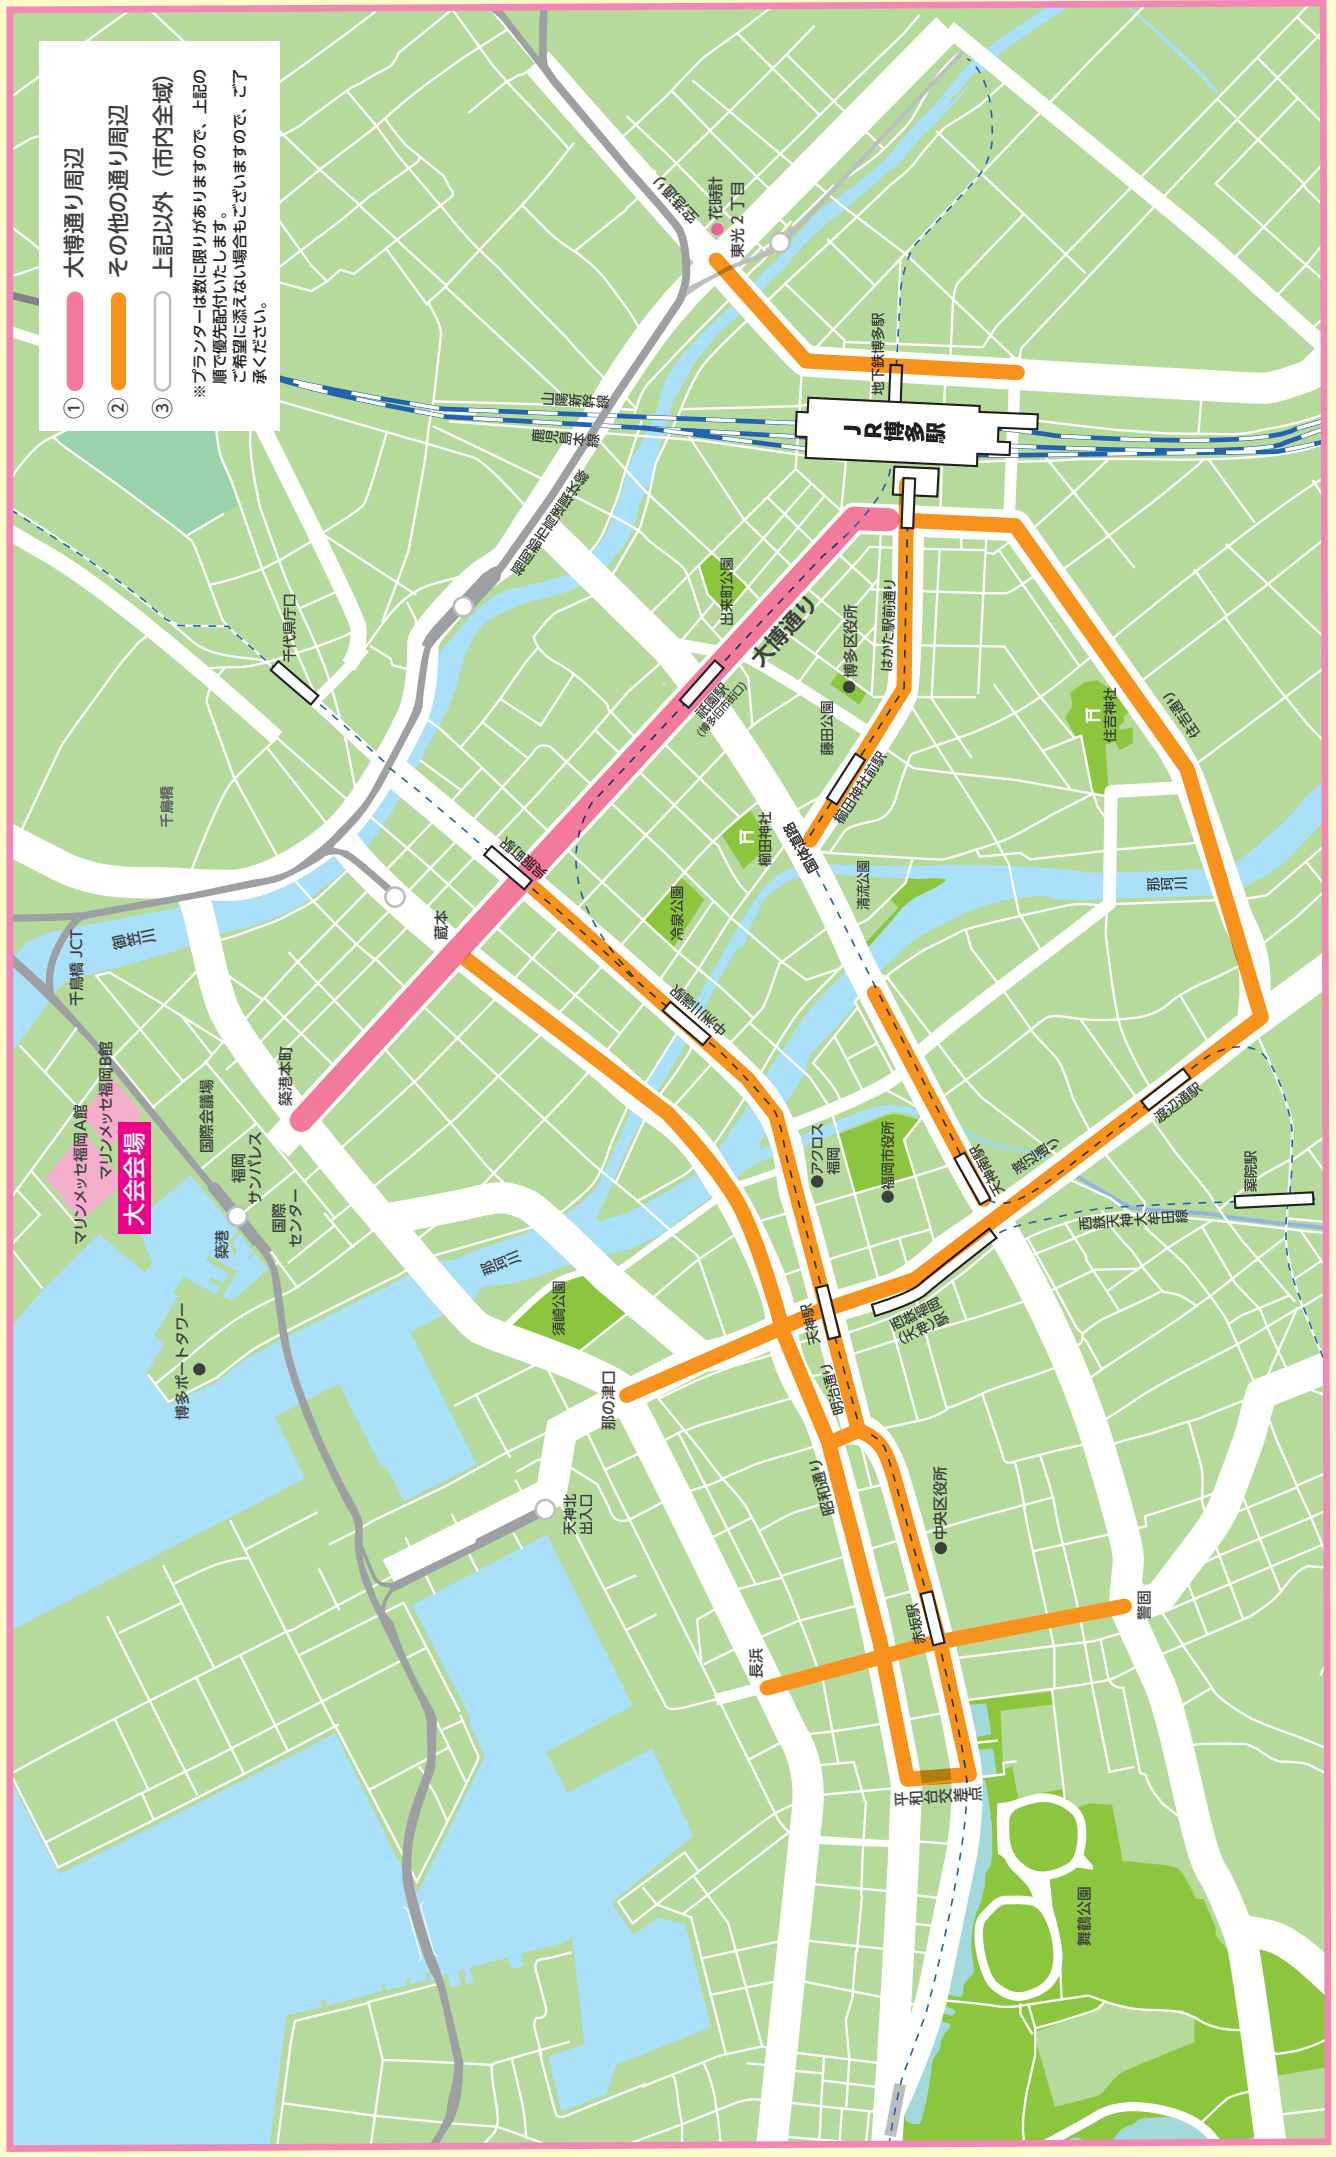 ① 大博通り周辺
② その他の通り周辺
③ 上記以外（市内全域）
※プランターは数に限りがありますので、上記の
順で優先配付いたします。
ご希望に添えない場合もございますので、ご了
承ください。
山陽新幹線
鹿児島本線
福岡都市高速環状線
空港通り
花時計
東光２丁目
地下鉄博多駅
JR博多駅
千代県庁口
千鳥橋
千鳥橋 JCT
御笠川
蔵本
呉服町駅
出来町公園
大博通り
祇園駅
（博多旧市街口）
博多区役所
はかた駅前通り
藤田公園
櫛田神社前駅
櫛田神社
国体道路
冷泉公園
清流公園
住吉神社
住吉通り
那珂川
中洲川端駅
築港本町
マリンメッセ福岡A館
マリンメッセ福岡B館
大会会場
国際会議場
福岡
サンパレス
国際
センター
築港
博多ポートタワー
那珂川
須崎公園
那の津口
天神北
出入口
アクロス
福岡
福岡市役所
天神南駅
渡辺通り
渡辺通駅
薬院駅
西鉄天神大牟田線
西鉄福岡
（天神）駅
天神駅
明治通り
昭和通り
中央区役所
赤坂駅
長浜
警固
平和台交差点
舞鶴公園